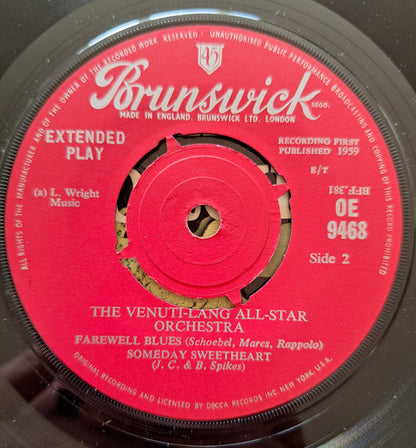 ALL RIGHTS OF THE MANUFACTURER, AND OF THE OWNER OF THE RECORDED WORK RESERVED · UNAUTHORISED PUBLIC PERFORMANCE BROADCASTING AND COPYING OF THIS RECORD PROHIBITED
45
Brunswick
REGD.
MADE IN ENGLAND. BRUNSWICK LTD. LONDON
EXTENDED
PLAY
RECORDING FIRST
PUBLISHED 1959
E/T
(a) L. Wright
Music
BFF.381
OE
9468
Side 2
THE VENUTI-LANG ALL-STAR
ORCHESTRA
FAREWELL BLUES (Schoebel, Mares, Rappolo)
SOMEDAY SWEETHEART
(J. C. & B. Spikes)
ORIGINAL RECORDING AND LICENSED BY DECCA RECORDS INC. NEW YORK, U.S.A.